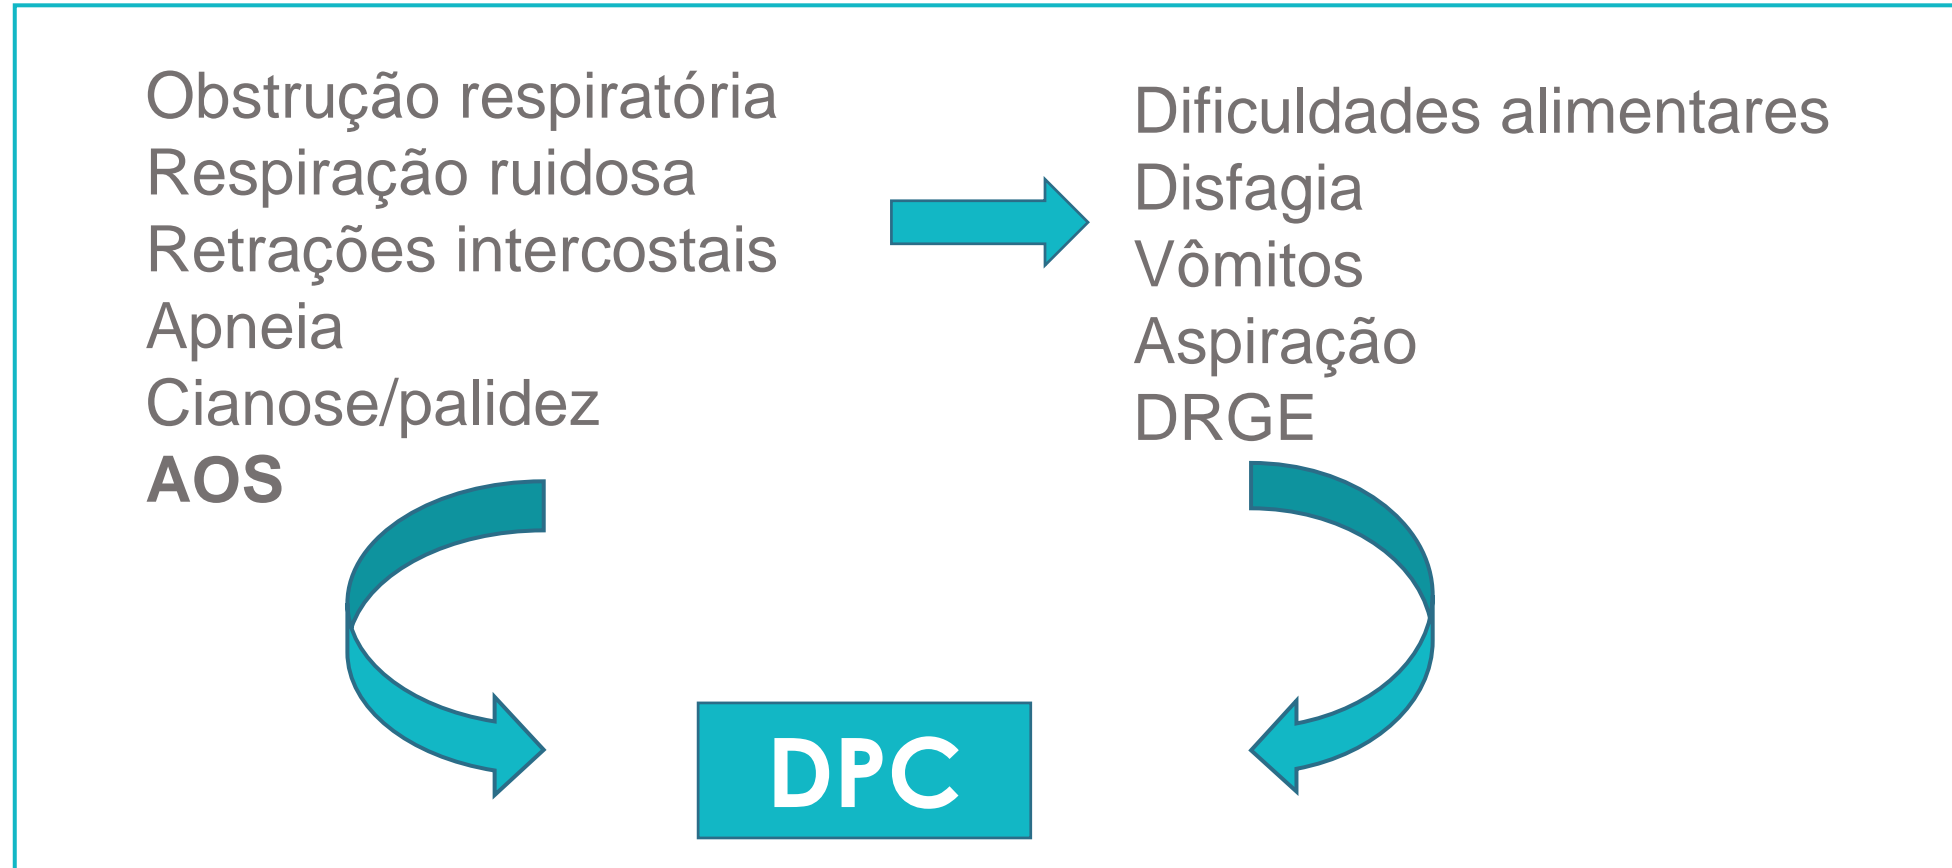 Obstrução respiratória
Respiração ruidosa
Retrações intercostais
Apneia
Cianose/palidez
AOS
Dificuldades alimentares
Disfagia
Vômitos
Aspiração
DRGE
DPC